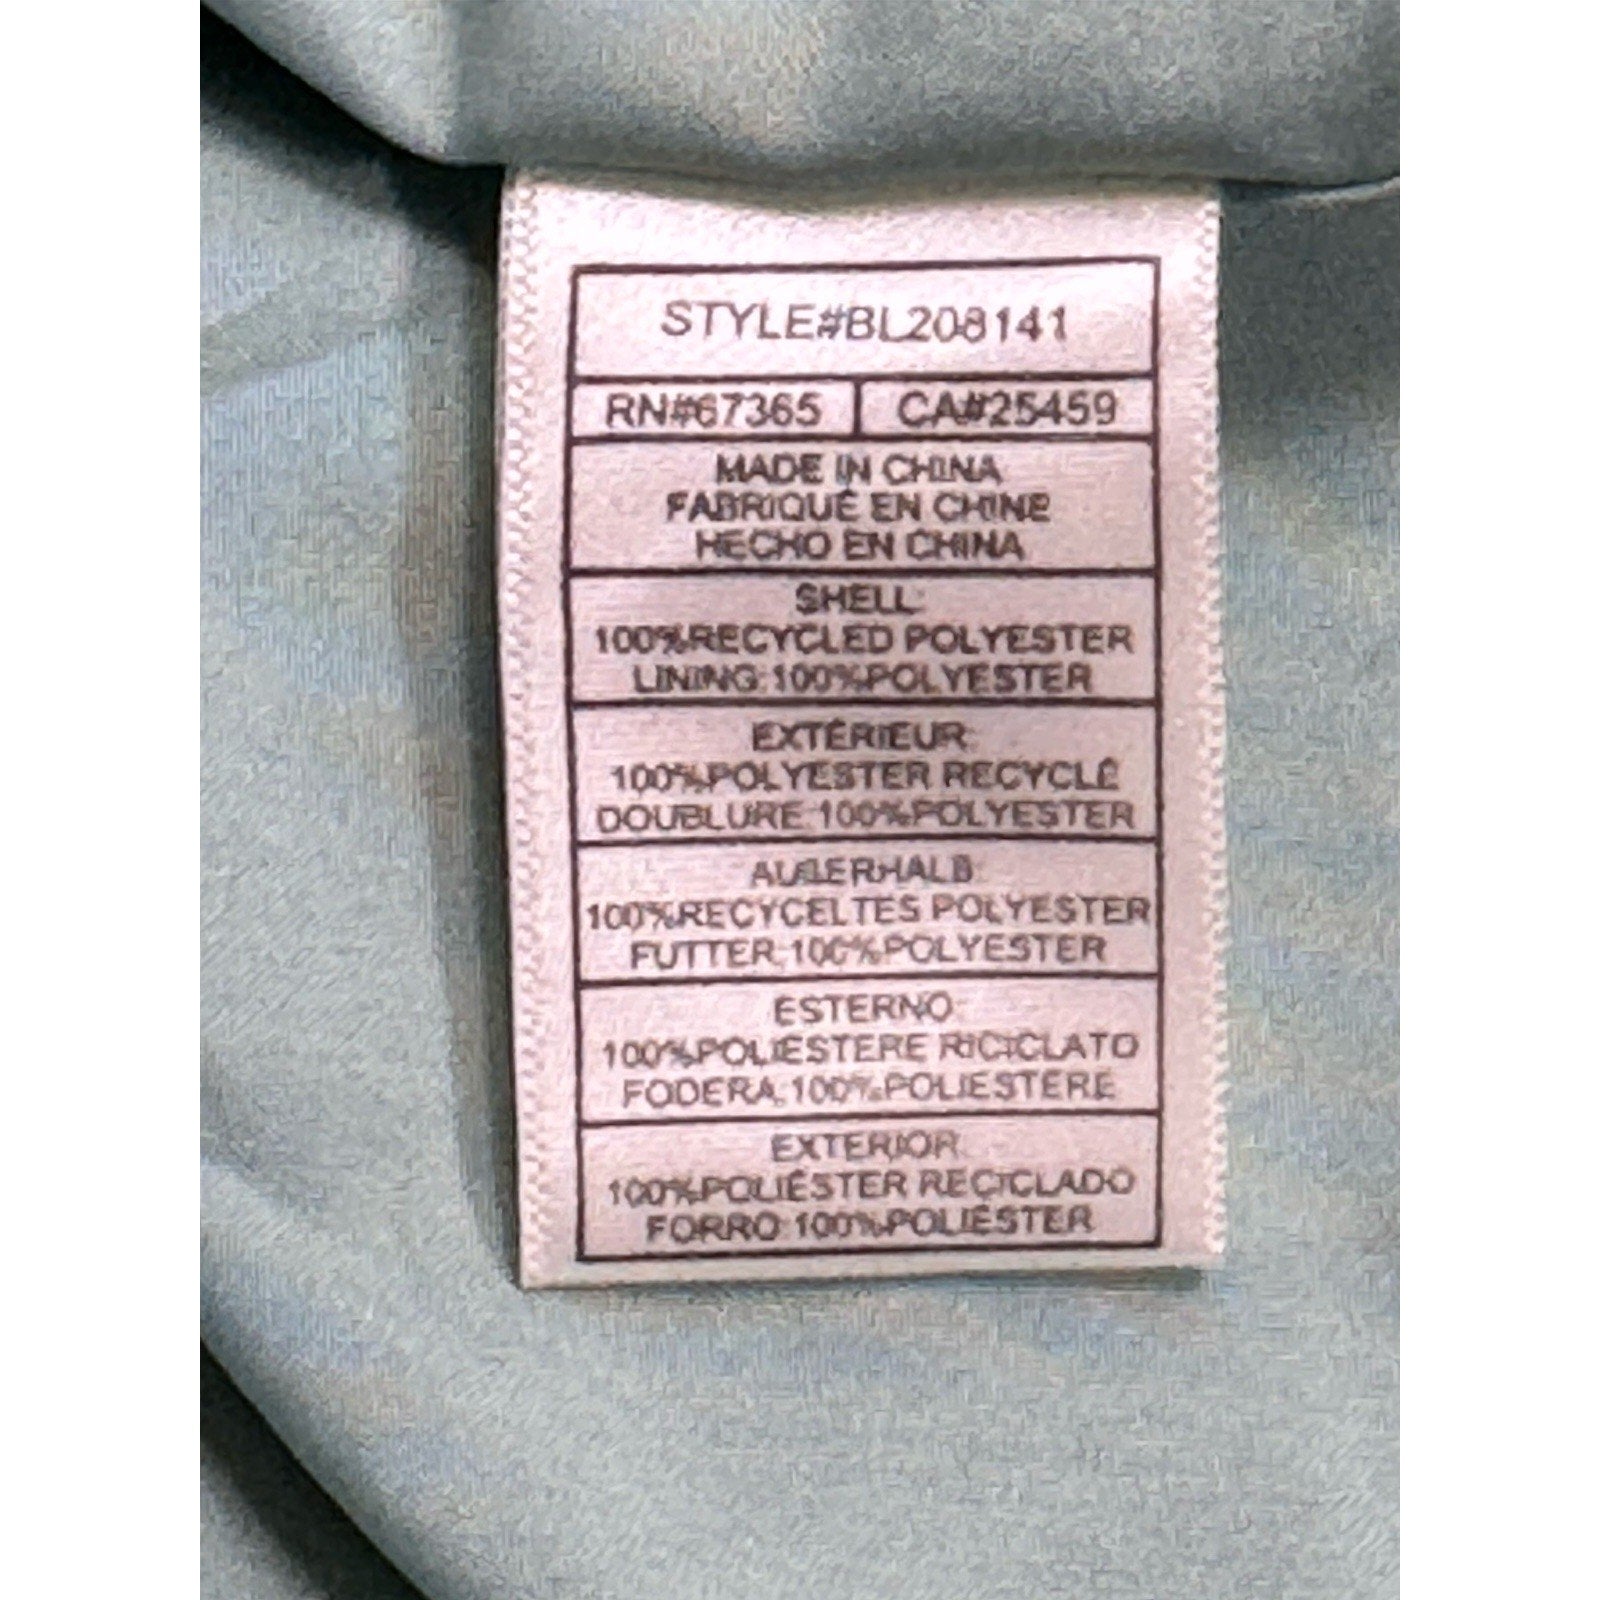 STYLE#BL208141
RN#67365 CA#25459
MADE IN CHINA
FABRIQUÉ EN CHINE
HECHO EN CHINA
SHELL:
100%RECYCLED POLYESTER
LINING:100%POLYESTER
EXTÉRIEUR:
100%POLYESTER RECYCLÉ
DOUBLURE:100%POLYESTER
AUßERHALB:
100%RECYCELTES POLYESTER
FUTTER:100%POLYESTER
ESTERNO:
100%POLIESTERE RICICLATO
FODERA:100%POLIESTERE
EXTERIOR:
100%POLIÉSTER RECICLADO
FORRO:100%POLIÉSTER